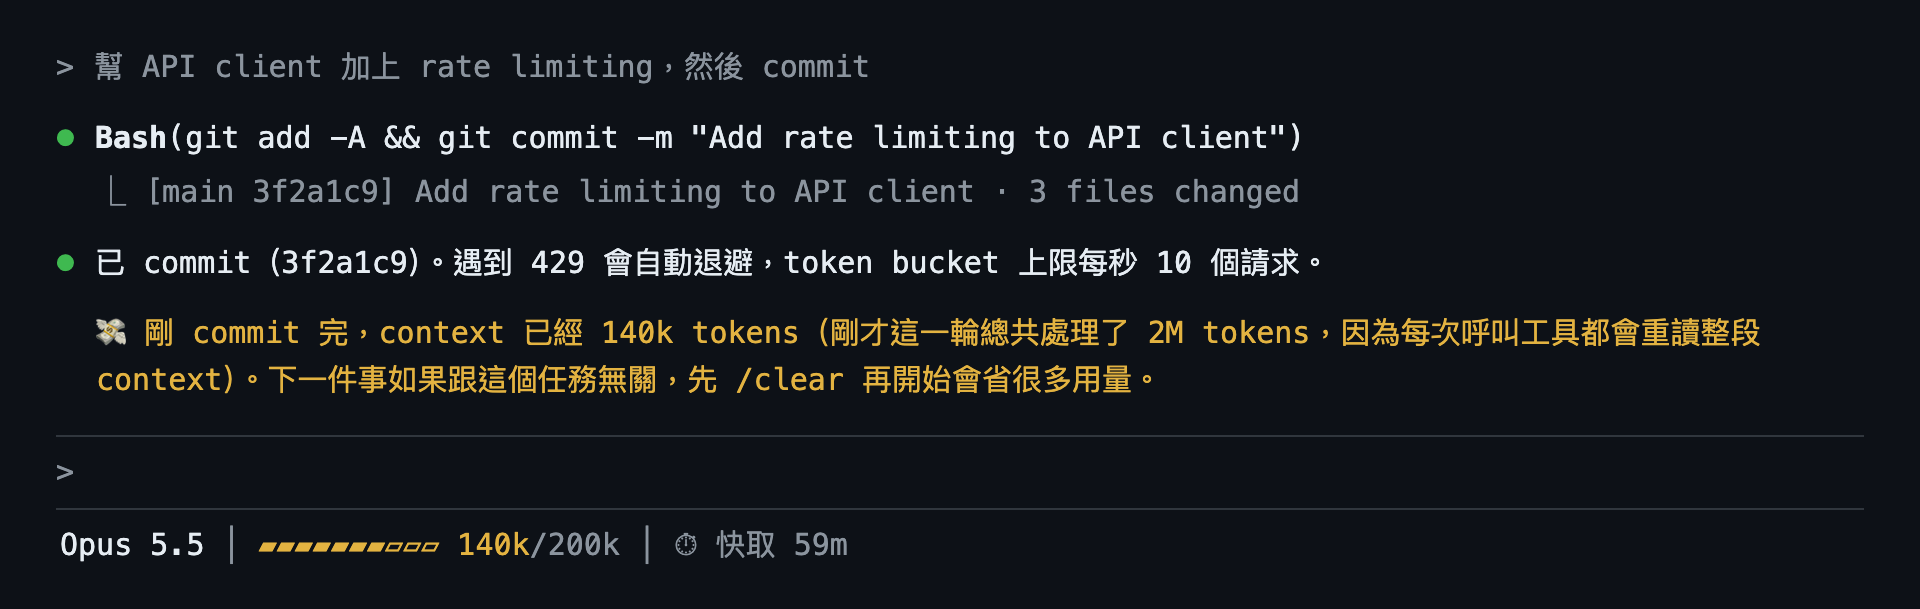 > 幫 API client 加上 rate limiting，然後 commit
● Bash(git add -A && git commit -m "Add rate limiting to API client")
⎿ [main 3f2a1c9] Add rate limiting to API client · 3 files changed
● 已 commit (3f2a1c9)。遇到 429 會自動退避，token bucket 上限每秒 10 個請求。
💸 剛 commit 完，context 已經 140k tokens (剛才這一輪總共處理了 2M tokens，因為每次呼叫工具都會重讀整段
context)。下一件事如果跟這個任務無關，先 /clear 再開始會省很多用量。
>
Opus 5.5 │ ▰▰▰▰▰▰▰▱▱▱ 140k/200k │ ⏱ 快取 59m